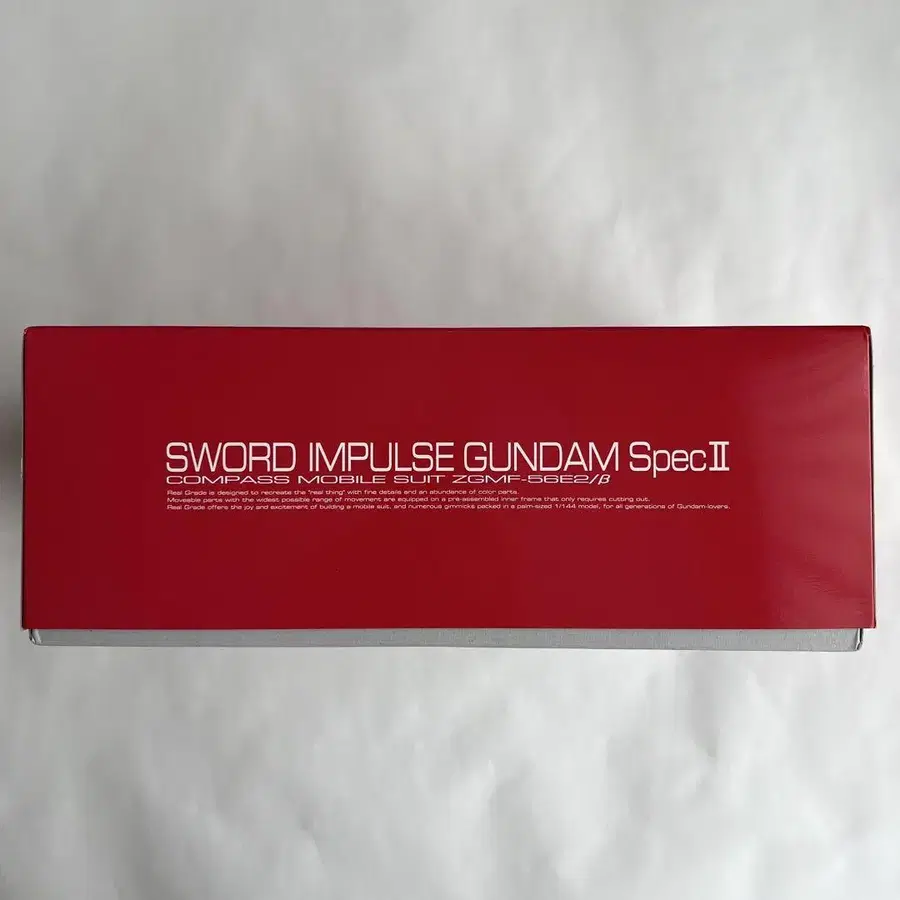 SWORD IMPULSE GUNDAM SpecⅡ
COMPASS MOBILE SUIT ZGMF-56E2/β
Real Grade is designed to recreate the "real thing" with fine details and an abundance of color parts.
Moveable parts with the widest possible range of movement are equipped on a pre-assembled inner frame that only requires cutting out.
Real Grade offers the joy and excitement of building a mobile suit, and numerous gimmicks packed in a palm-sized 1/144 model, for all generations of Gundam-lovers.